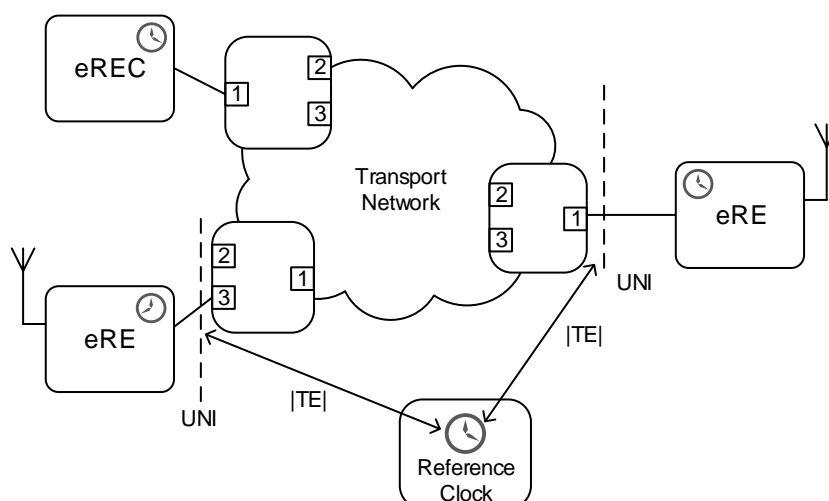 eREC
1
2
3
Transport
Network
2
3
1
eRE
UNI
2
3
1
eRE
UNI
|TE|
|TE|
Reference
Clock